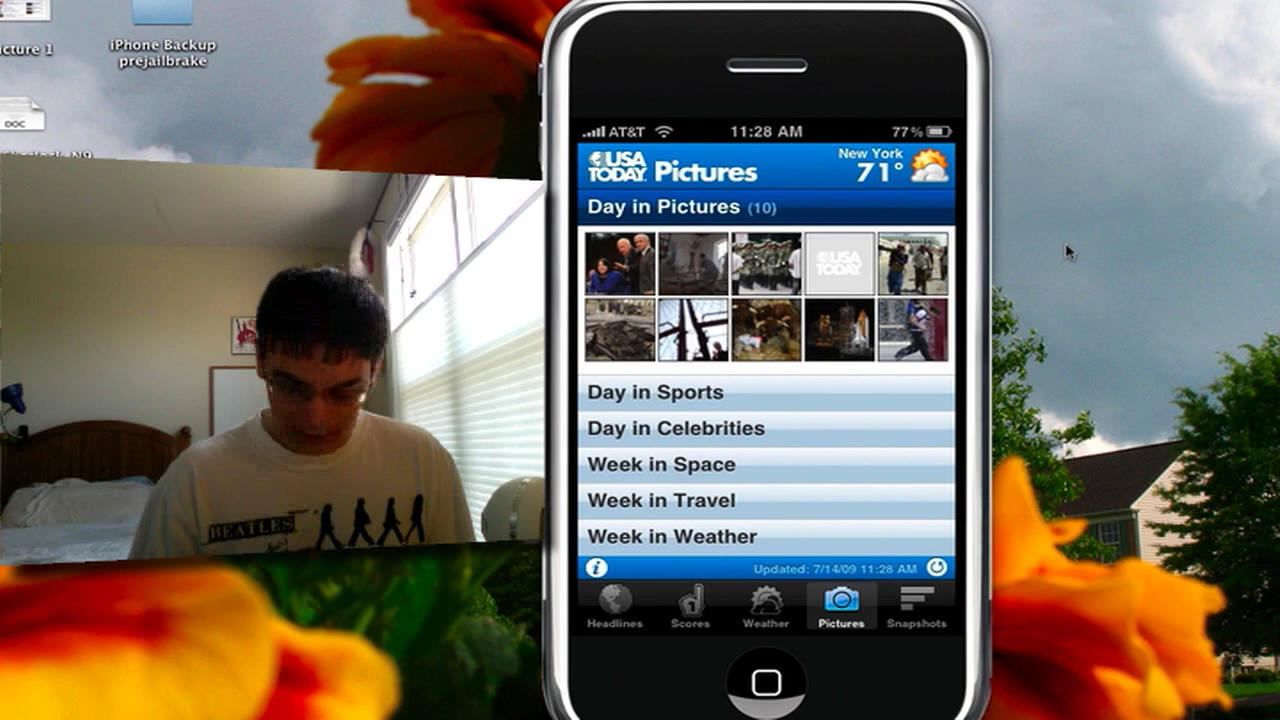 cture 1
iPhone Backup
prejailbrake
DOC
AT&T
11:28 AM
77%
USA
TODAY
Pictures
New York
71°
Day in Pictures (10)
USA
TODAY
Day in Sports
Day in Celebrities
Week in Space
Week in Travel
Week in Weather
Updated: 7/14/09 11:28 AM
Headlines
Scores
Weather
Pictures
Snapshots
BEATLES